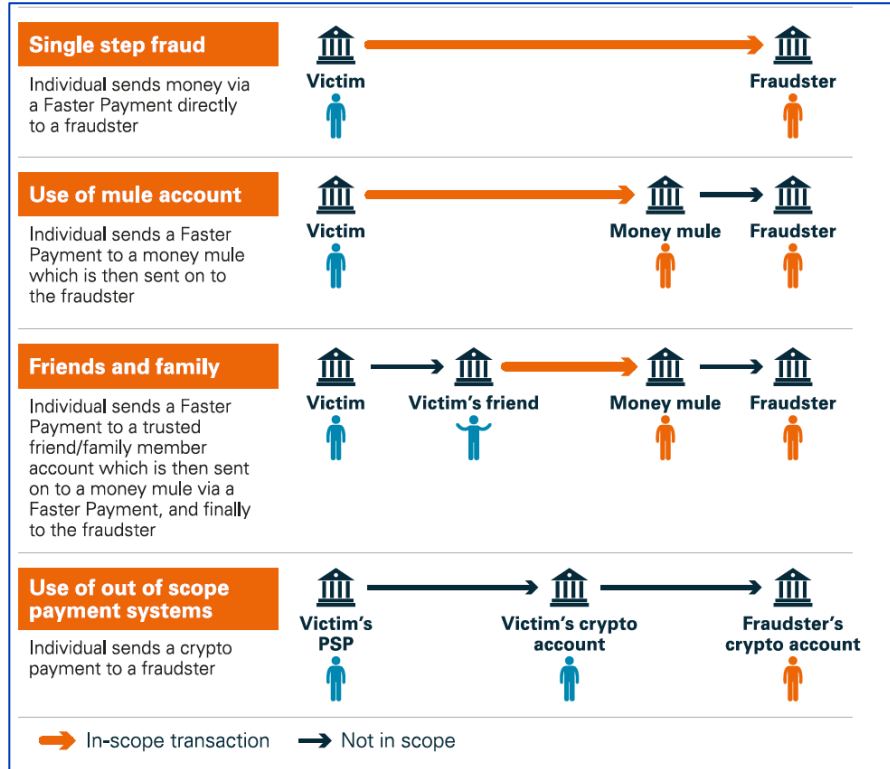 Single step fraud
Individual sends money via
a Faster Payment directly
to a fraudster
Victim
Fraudster
Use of mule account
Individual sends a Faster
Payment to a money mule
which is then sent on to
the fraudster
Victim
Money mule
Fraudster
Friends and family
Individual sends a Faster
Payment to a trusted
friend/family member
account which is then sent
on to a money mule via a
Faster Payment, and finally
to the fraudster
Victim
Victim's friend
Money mule
Fraudster
Use of out of scope
payment systems
Individual sends a crypto
payment to a fraudster
Victim's
PSP
Victim's crypto
account
Fraudster's
crypto account
In-scope transaction
Not in scope